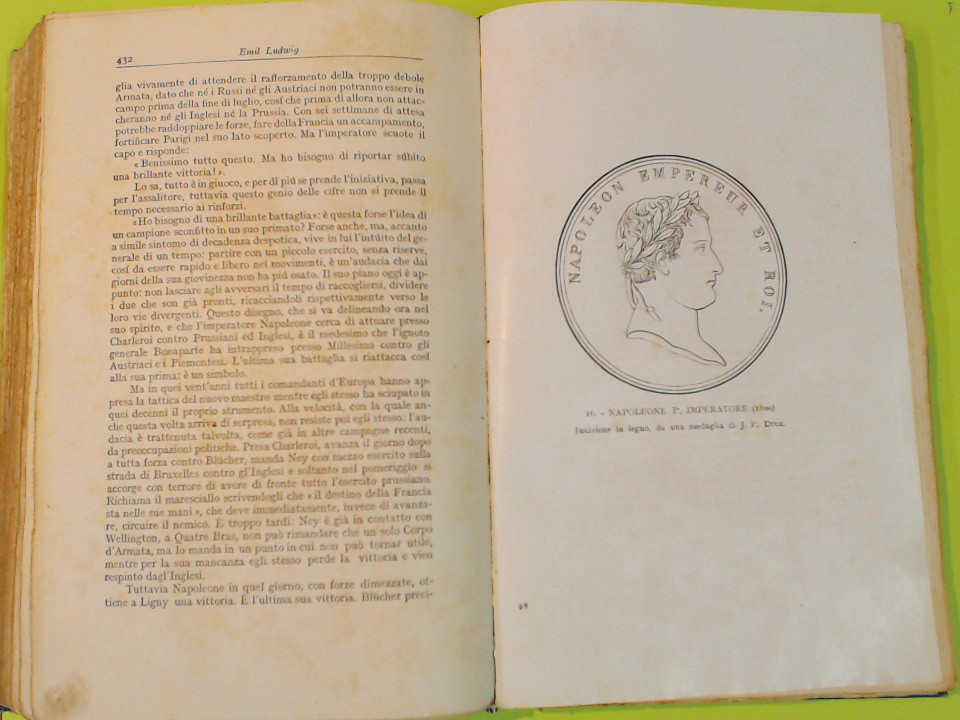 432
Emil Ludwig
glia vivamente di attendere il rafforzamento della troppo debole
Armata, dato che né i Russi né gli Austriaci non potranno essere in
campo prima della fine di luglio, cosí che prima di allora non attac-
cheranno né gli Inglesi né la Prussia. Con sei settimane di attesa
potrebbe raddoppiare le forze, fare della Francia un accampamento,
fortificare Parigi nel suo lato scoperto. Ma l'imperatore scuote il
capo e risponde:
« Benissimo tutto questo. Ma ho bisogno di riportar súbito
una brillante vittoria! ».
Lo sa, tutto è in giuoco, e per di piú se prende l'iniziativa, passa
per l'assalitore, tuttavia questo genio delle cifre non si prende il
tempo necessario ai rinforzi.
«Ho bisogno di una brillante battaglia»: è questa forse l'idea di
un campione sconfitto in un suo primato? Forse anche, ma, accanto
a simile sintomo di decadenza despotica, vive in lui l'intúito del ge-
nerale di un tempo: partire con un piccolo esercito, senza riserve,
cosí da essere rapido e libero nei movimenti, è un'audacia che dai
giorni della sua giovinezza non ha piú osato. Il suo piano oggi è ap-
punto: non lasciare agli avversari il tempo di raccogliersi, dividere
i due che son già pronti, ricacciandoli rispettivamente verso le
loro vie divergenti. Questo disegno, che si va delineando ora nel
suo spirito, e che l'imperatore Napoleone cerca di attuare presso
Charleroi contro Prussiani ed Inglesi, è il medesimo che l'ignoto
generale Bonaparte ha intrappreso presso Millesimo contro gli
Austriaci e i Piemontesi. L'ultima sua battaglia si riattacca cosí
alla sua prima: è un simbolo.
Ma in quei vent'anni tutti i comandanti d'Europa hanno ap-
presa la tattica del nuovo maestro mentre egli stesso ha sciupato in
quei decenni il proprio strumento. Alla velocità, con la quale an-
che questa volta arriva di sorpresa, non resiste poi egli stesso: l'au-
dacia è trattenuta talvolta, come già in altre campagne recenti,
da preoccupazioni politiche. Presa Charleroi, avanza il giorno dopo
a tutta forza contro Blücher, manda Ney con mezzo esercito sulla
strada di Bruxelles contro gl'Inglesi e soltanto nel pomeriggio si
accorge con terrore di avere di fronte tutto l'esercito prussiano.
Richiama il maresciallo scrivendogli che « il destino della Francia
sta nelle sue mani », che deve immediatamente, invece di avanza-
re, circuire il nemico. È troppo tardi: Ney è già in contatto con
Wellington, a Quatre Bras, non può rimandare che un solo Corpo
d'Armata, ma lo manda in un punto in cui non può tornar utile,
mentre per la sua mancanza egli stesso perde la vittoria e vien
respinto dagl'Inglesi.
Tuttavia Napoleone in quel giorno, con forze dimezzate, ot-
tiene a Ligny una vittoria. È l'ultima sua vittoria. Blücher preci-
NAPOLEON EMPEREUR ET ROI.
NAPOLEONE I°, IMPERATORE
Incisione in legno, da una medaglia di J. P. Droz.
28